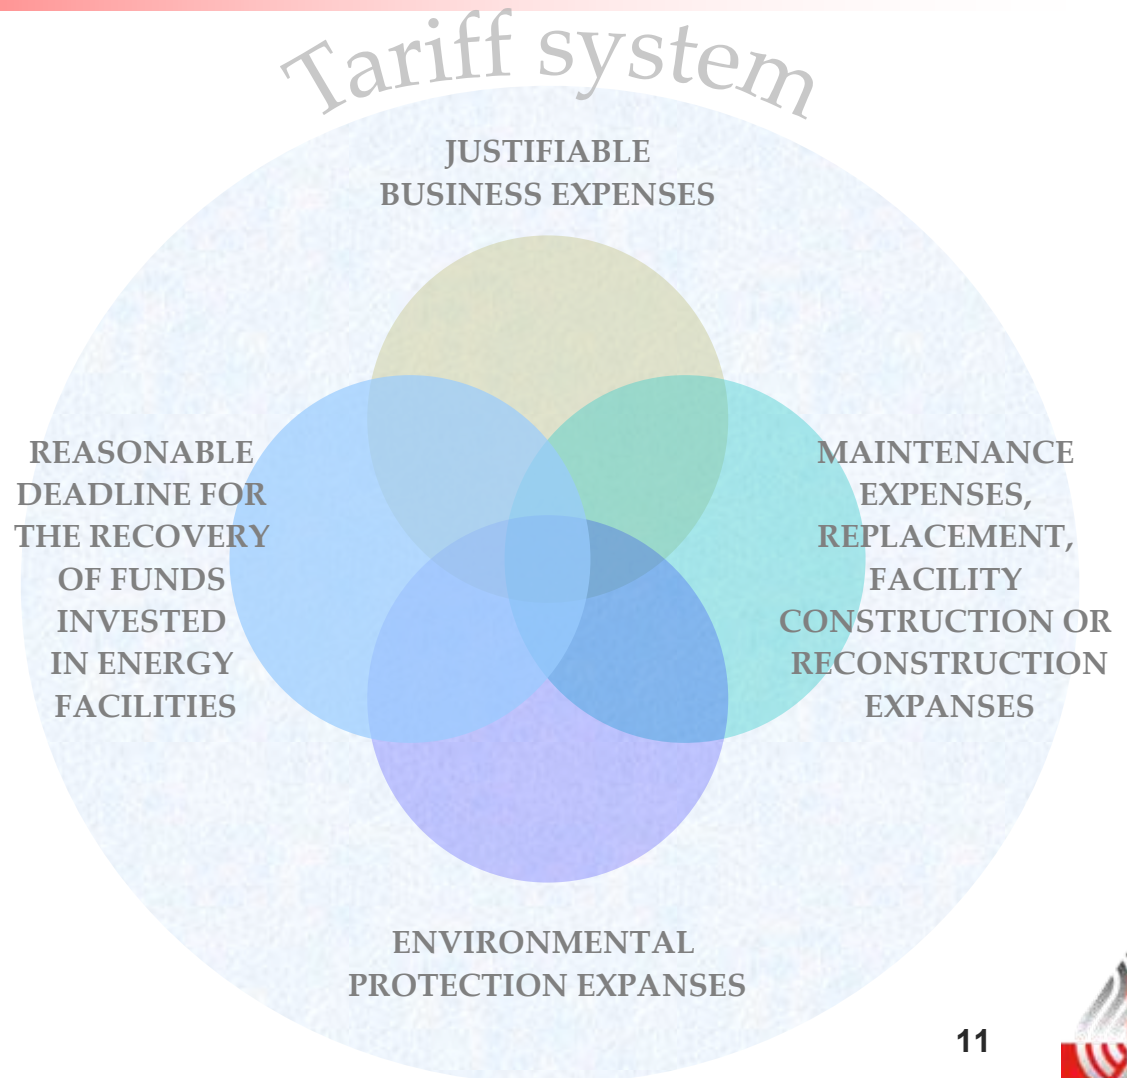 Tariff system
JUSTIFIABLE
BUSINESS EXPENSES
REASONABLE
DEADLINE FOR
THE RECOVERY
OF FUNDS
INVESTED
IN ENERGY
FACILITIES
MAINTENANCE
EXPENSES,
REPLACEMENT,
FACILITY
CONSTRUCTION OR
RECONSTRUCTION
EXPANSES
ENVIRONMENTAL
PROTECTION EXPANSES
11